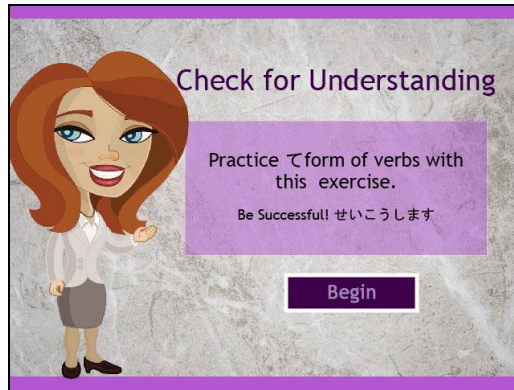 Check for Understanding
Practice てform of verbs with
this exercise.
Be Successful! せいこうします
Begin